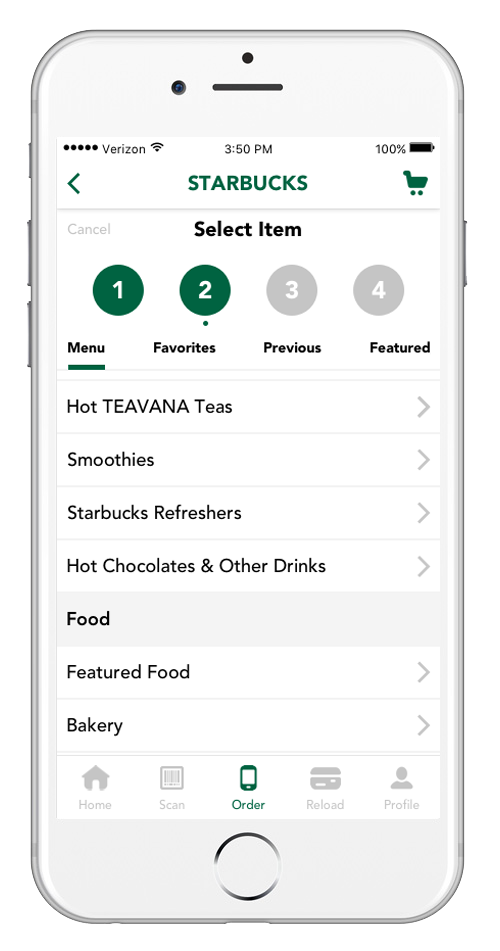 Verizon 3:50 PM 100%
STARBUCKS
Cancel Select Item
1 2 3 4
Menu Favorites Previous Featured
Hot TEAVANA Teas
Smoothies
Starbucks Refreshers
Hot Chocolates & Other Drinks
Food
Featured Food
Bakery
Home Scan Order Reload Profile